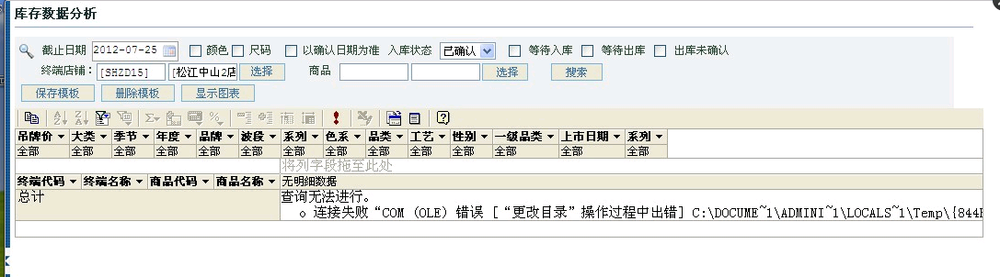 库存数据分析
截止日期 2012-07-25 颜色 尺码 以确认日期为准 入库状态 已确认 等待入库 等待出库 出库未确认
终端店铺: [SHZD15] [松江中山2店 选择 商品 选择 搜索
保存模板 删除模板 显示图表
吊牌价 大类 季节 年度 品牌 波段 系列 色系 品类 工艺 性别 一级品类 上市日期 系列
全部 全部 全部 全部 全部 全部 全部 全部 全部 全部 全部 全部 全部 全部
将列字段拖至此处
终端代码 终端名称 商品代码 商品名称 无明细数据
总计 查询无法进行。
o 连接失败“COM (OLE) 错误 [“更改目录”操作过程中出错] C:\DOCUME~1\ADMINI~1\LOCALS~1\Temp\{844